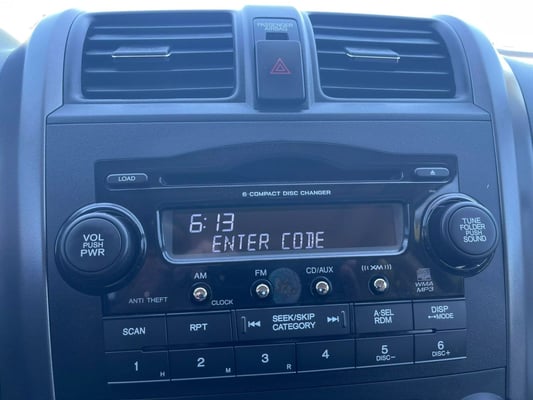 PASSENGER
AIRBAG
LOAD
6-COMPACT DISC CHANGER
6:13
ENTER CODE
VOL
PUSH
PWR
TUNE
FOLDER
PUSH
SOUND
AM
FM
CD/AUX
((XM))
ANTI THEFT
CLOCK
WMA
MP3
SCAN
RPT
SEEK/SKIP
CATEGORY
A·SEL
RDM
DISP
MODE
1 H
2 M
3 R
4
5
DISC−
6
DISC+